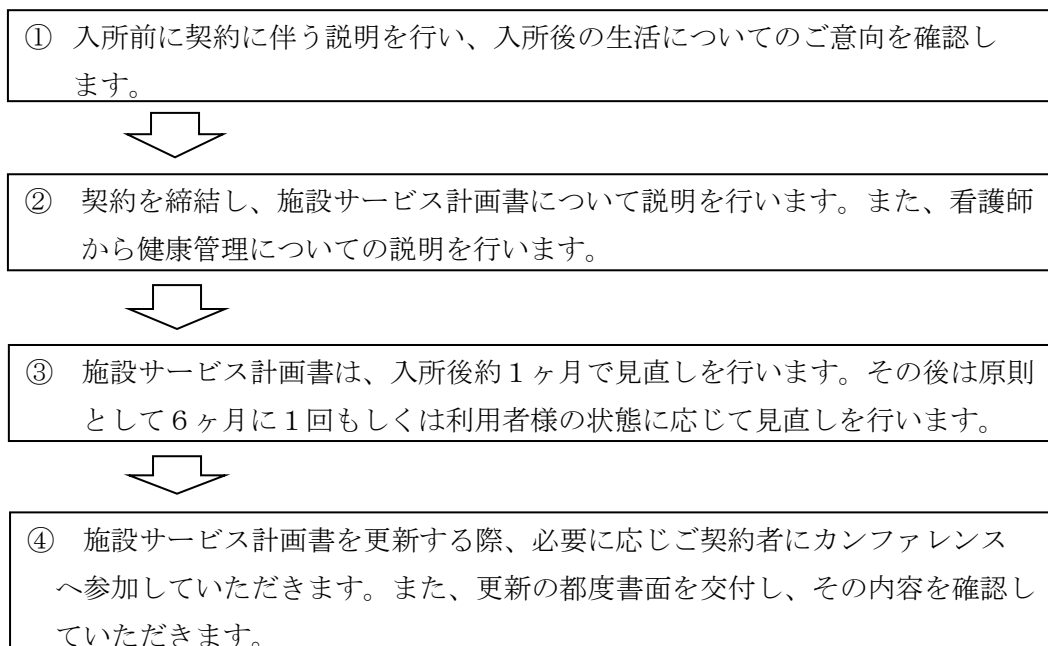 ① 入所前に契約に伴う説明を行い、入所後の生活についてのご意向を確認し
ます。
② 契約を締結し、施設サービス計画書について説明を行います。また、看護師
から健康管理についての説明を行います。
③ 施設サービス計画書は、入所後約１ヶ月で見直しを行います。その後は原則
として６ヶ月に１回もしくは利用者様の状態に応じて見直しを行います。
④ 施設サービス計画書を更新する際、必要に応じご契約者にカンファレンス
へ参加していただきます。また、更新の都度書面を交付し、その内容を確認し
ていただきます。